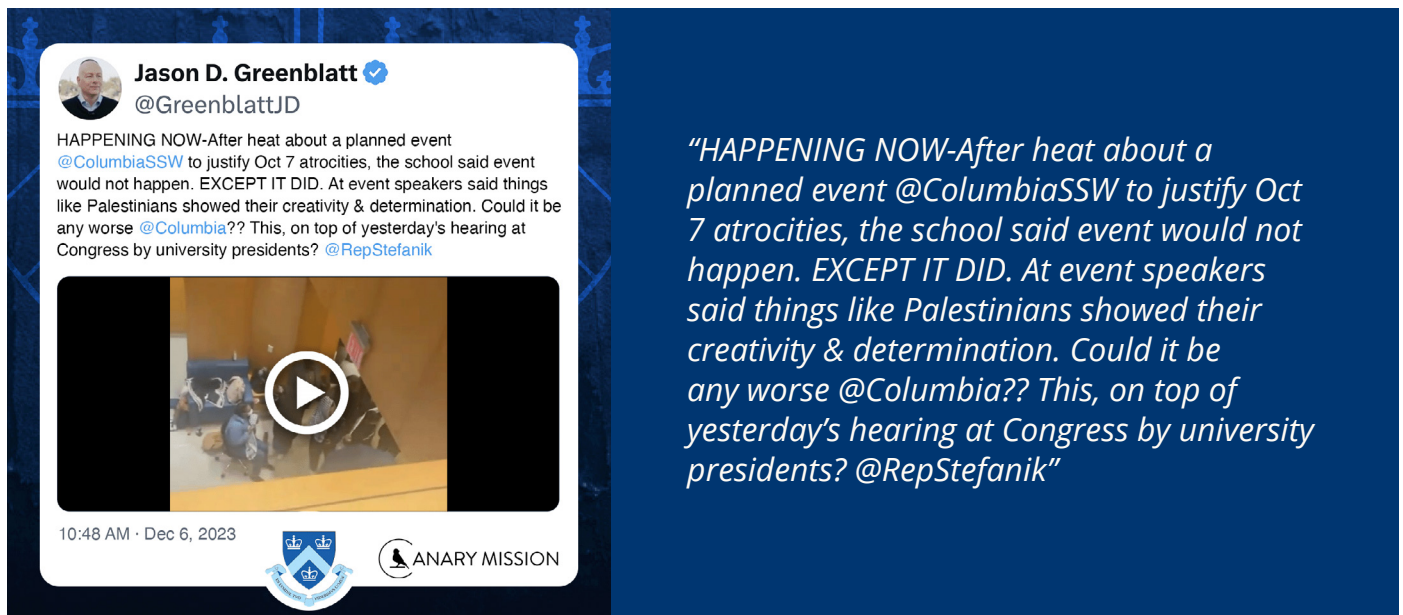 Jason D. Greenblatt
@GreenblattJD
HAPPENING NOW-After heat about a planned event
@ColumbiaSSW to justify Oct 7 atrocities, the school said event
would not happen. EXCEPT IT DID. At event speakers said things
like Palestinians showed their creativity & determination. Could it be
any worse @Columbia?? This, on top of yesterday's hearing at
Congress by university presidents? @RepStefanik
10:48 AM · Dec 6, 2023
CANARY MISSION
“HAPPENING NOW-After heat about a
planned event @ColumbiaSSW to justify Oct
7 atrocities, the school said event would not
happen. EXCEPT IT DID. At event speakers
said things like Palestinians showed their
creativity & determination. Could it be
any worse @Columbia?? This, on top of
yesterday’s hearing at Congress by university
presidents? @RepStefanik”